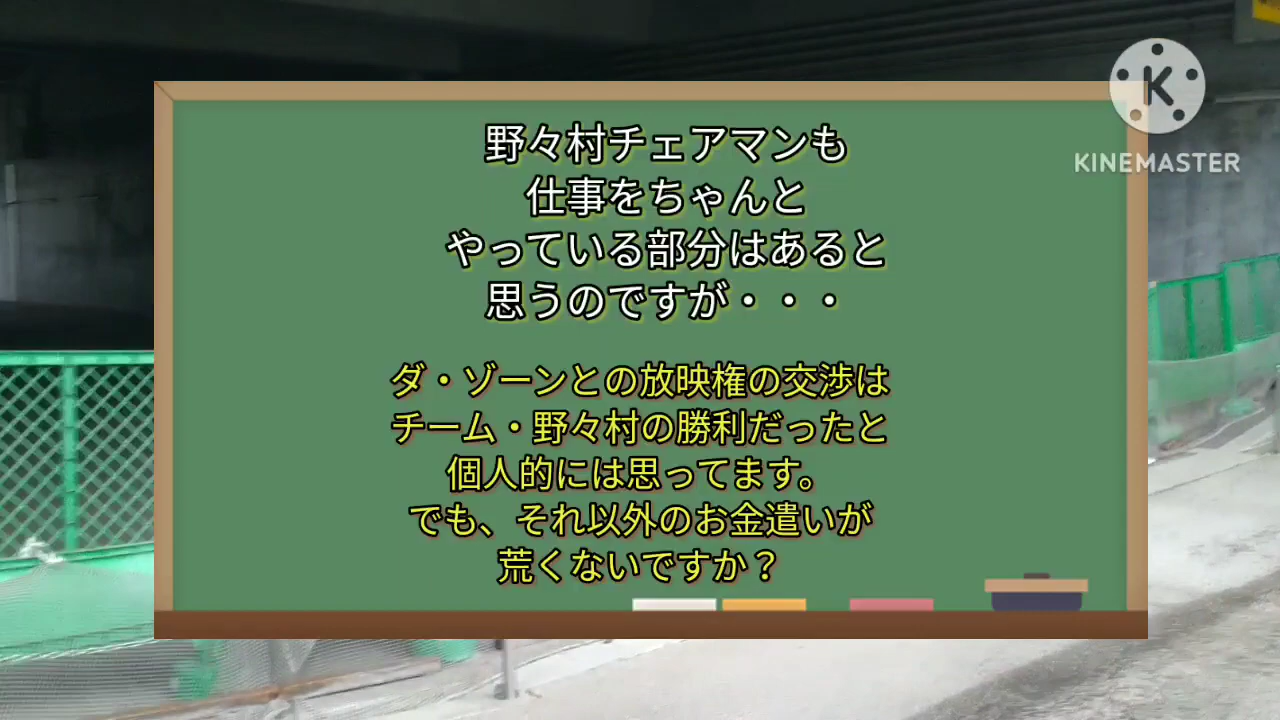 野々村チェアマンも
仕事をちゃんと
やっている部分はあると
思うのですが・・・
ダ・ゾーンとの放映権の交渉は
チーム・野々村の勝利だったと
個人的には思ってます。
でも、それ以外のお金遣いが
荒くないですか？
KINEMASTER